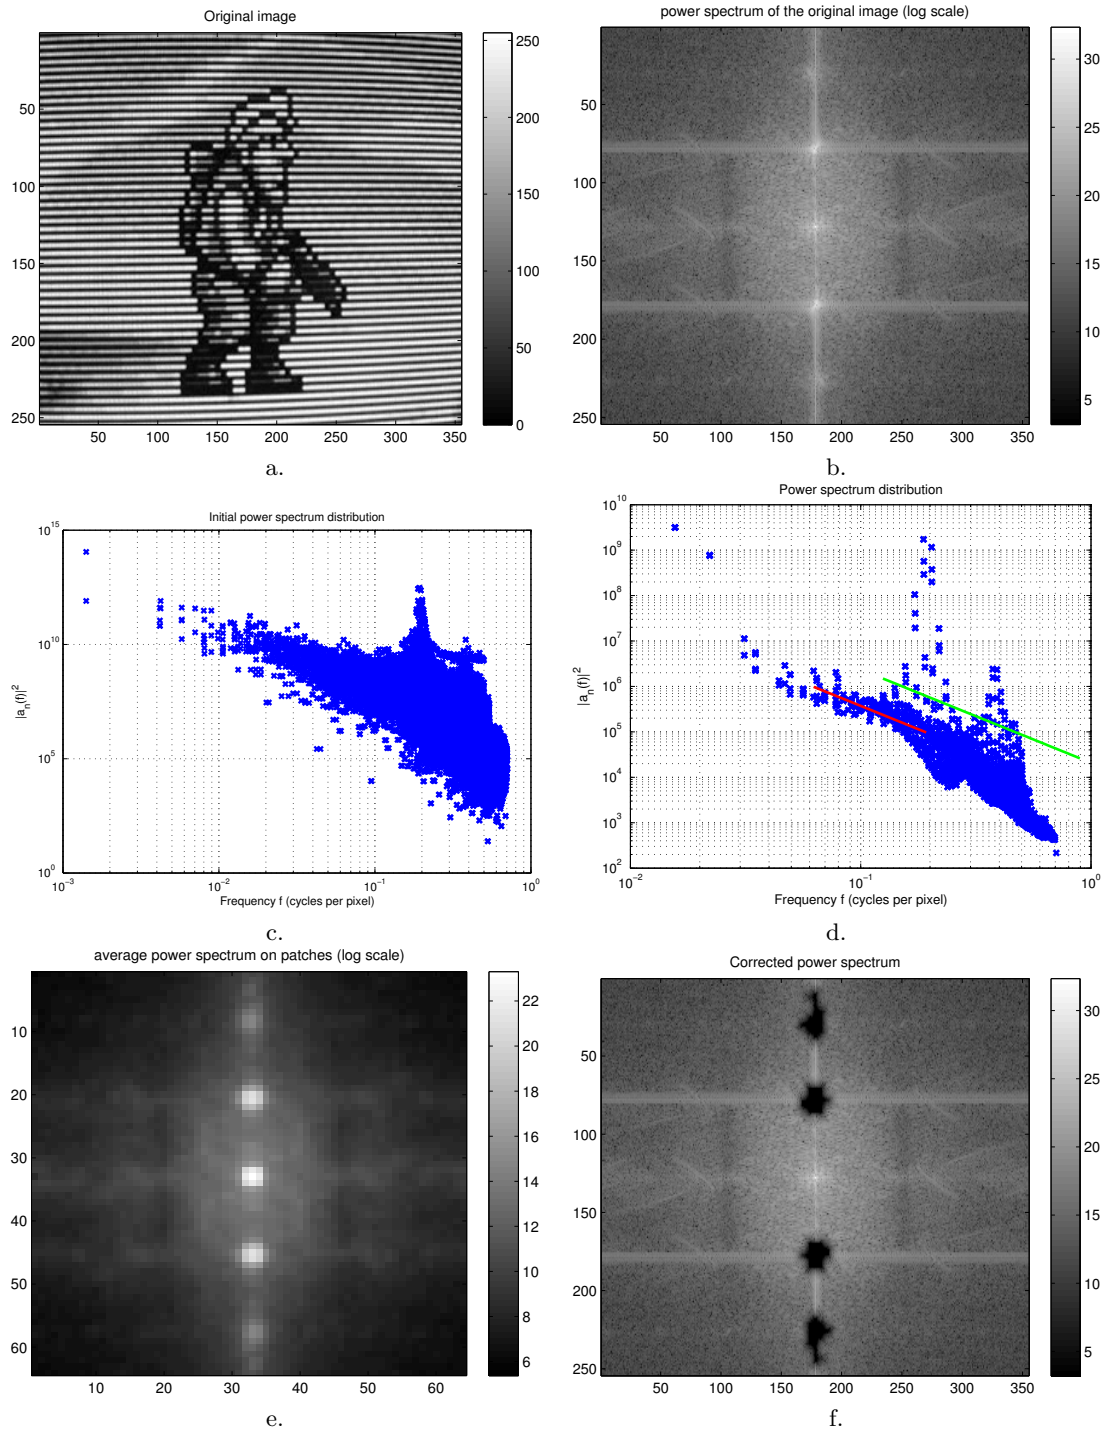 Original image
250
200
150
100
50
0
50
100
150
200
250
50 100 150 200 250 300 350
a.
power spectrum of the original image (log scale)
50
100
150
200
250
30
25
20
15
10
5
50 100 150 200 250 300 350
b.
Initial power spectrum distribution
10^15
10^10
10^5
10^0
|a_n(f)|^2
10^−3 10^−2 10^−1 10^0
Frequency f (cycles per pixel)
c.
Power spectrum distribution
10^10
10^9
10^8
10^7
10^6
10^5
10^4
10^3
10^2
|a_n(f)|^2
10^−2 10^−1 10^0
Frequency f (cycles per pixel)
d.
average power spectrum on patches (log scale)
10
20
30
40
50
60
22
20
18
16
14
12
10
8
6
10 20 30 40 50 60
e.
Corrected power spectrum
50
100
150
200
250
30
25
20
15
10
5
50 100 150 200 250 300 350
f.